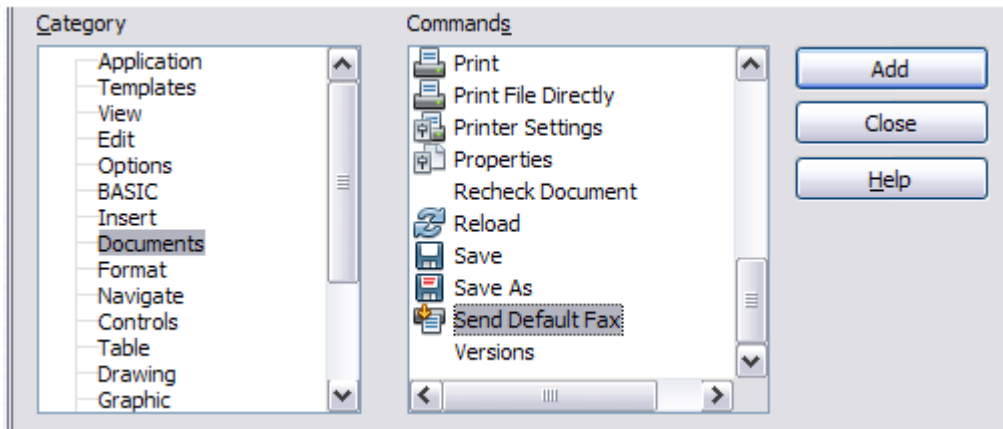 Category
Application
Templates
View
Edit
Options
BASIC
Insert
Documents
Format
Navigate
Controls
Table
Drawing
Graphic
Commands
Print
Print File Directly
Printer Settings
Properties
Recheck Document
Reload
Save
Save As
Send Default Fax
Versions
Add
Close
Help